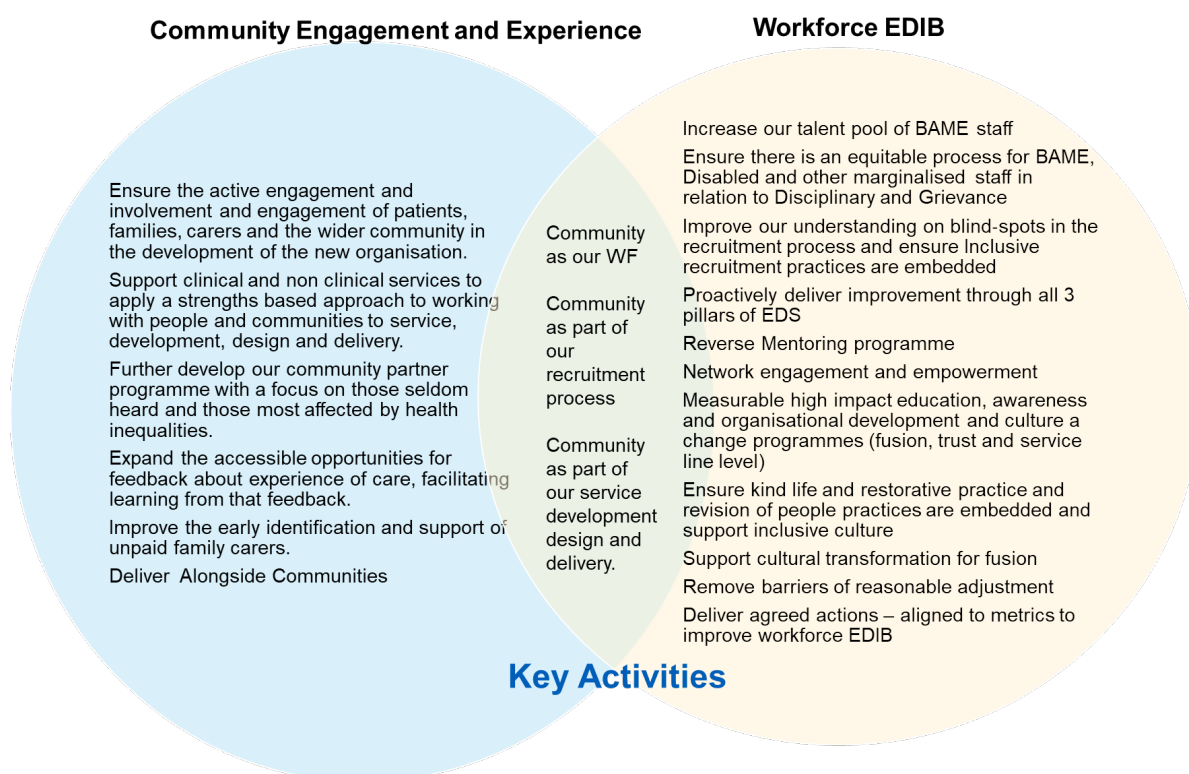 Community Engagement and Experience
Workforce EDIB
Ensure the active engagement and
involvement and engagement of patients,
families, carers and the wider community in
the development of the new organisation.
Support clinical and non clinical services to
apply a strengths based approach to working
with people and communities to service,
development, design and delivery.
Further develop our community partner
programme with a focus on those seldom
heard and those most affected by health
inequalities.
Expand the accessible opportunities for
feedback about experience of care, facilitating
learning from that feedback.
Improve the early identification and support of
unpaid family carers.
Deliver Alongside Communities
Community
as our WF
Community
as part of
our
recruitment
process
Community
as part of
our service
development
design and
delivery.
Increase our talent pool of BAME staff
Ensure there is an equitable process for BAME,
Disabled and other marginalised staff in
relation to Disciplinary and Grievance
Improve our understanding on blind-spots in the
recruitment process and ensure Inclusive
recruitment practices are embedded
Proactively deliver improvement through all 3
pillars of EDS
Reverse Mentoring programme
Network engagement and empowerment
Measurable high impact education, awareness
and organisational development and culture a
change programmes (fusion, trust and service
line level)
Ensure kind life and restorative practice and
revision of people practices are embedded and
support inclusive culture
Support cultural transformation for fusion
Remove barriers of reasonable adjustment
Deliver agreed actions – aligned to metrics to
improve workforce EDIB
Key Activities